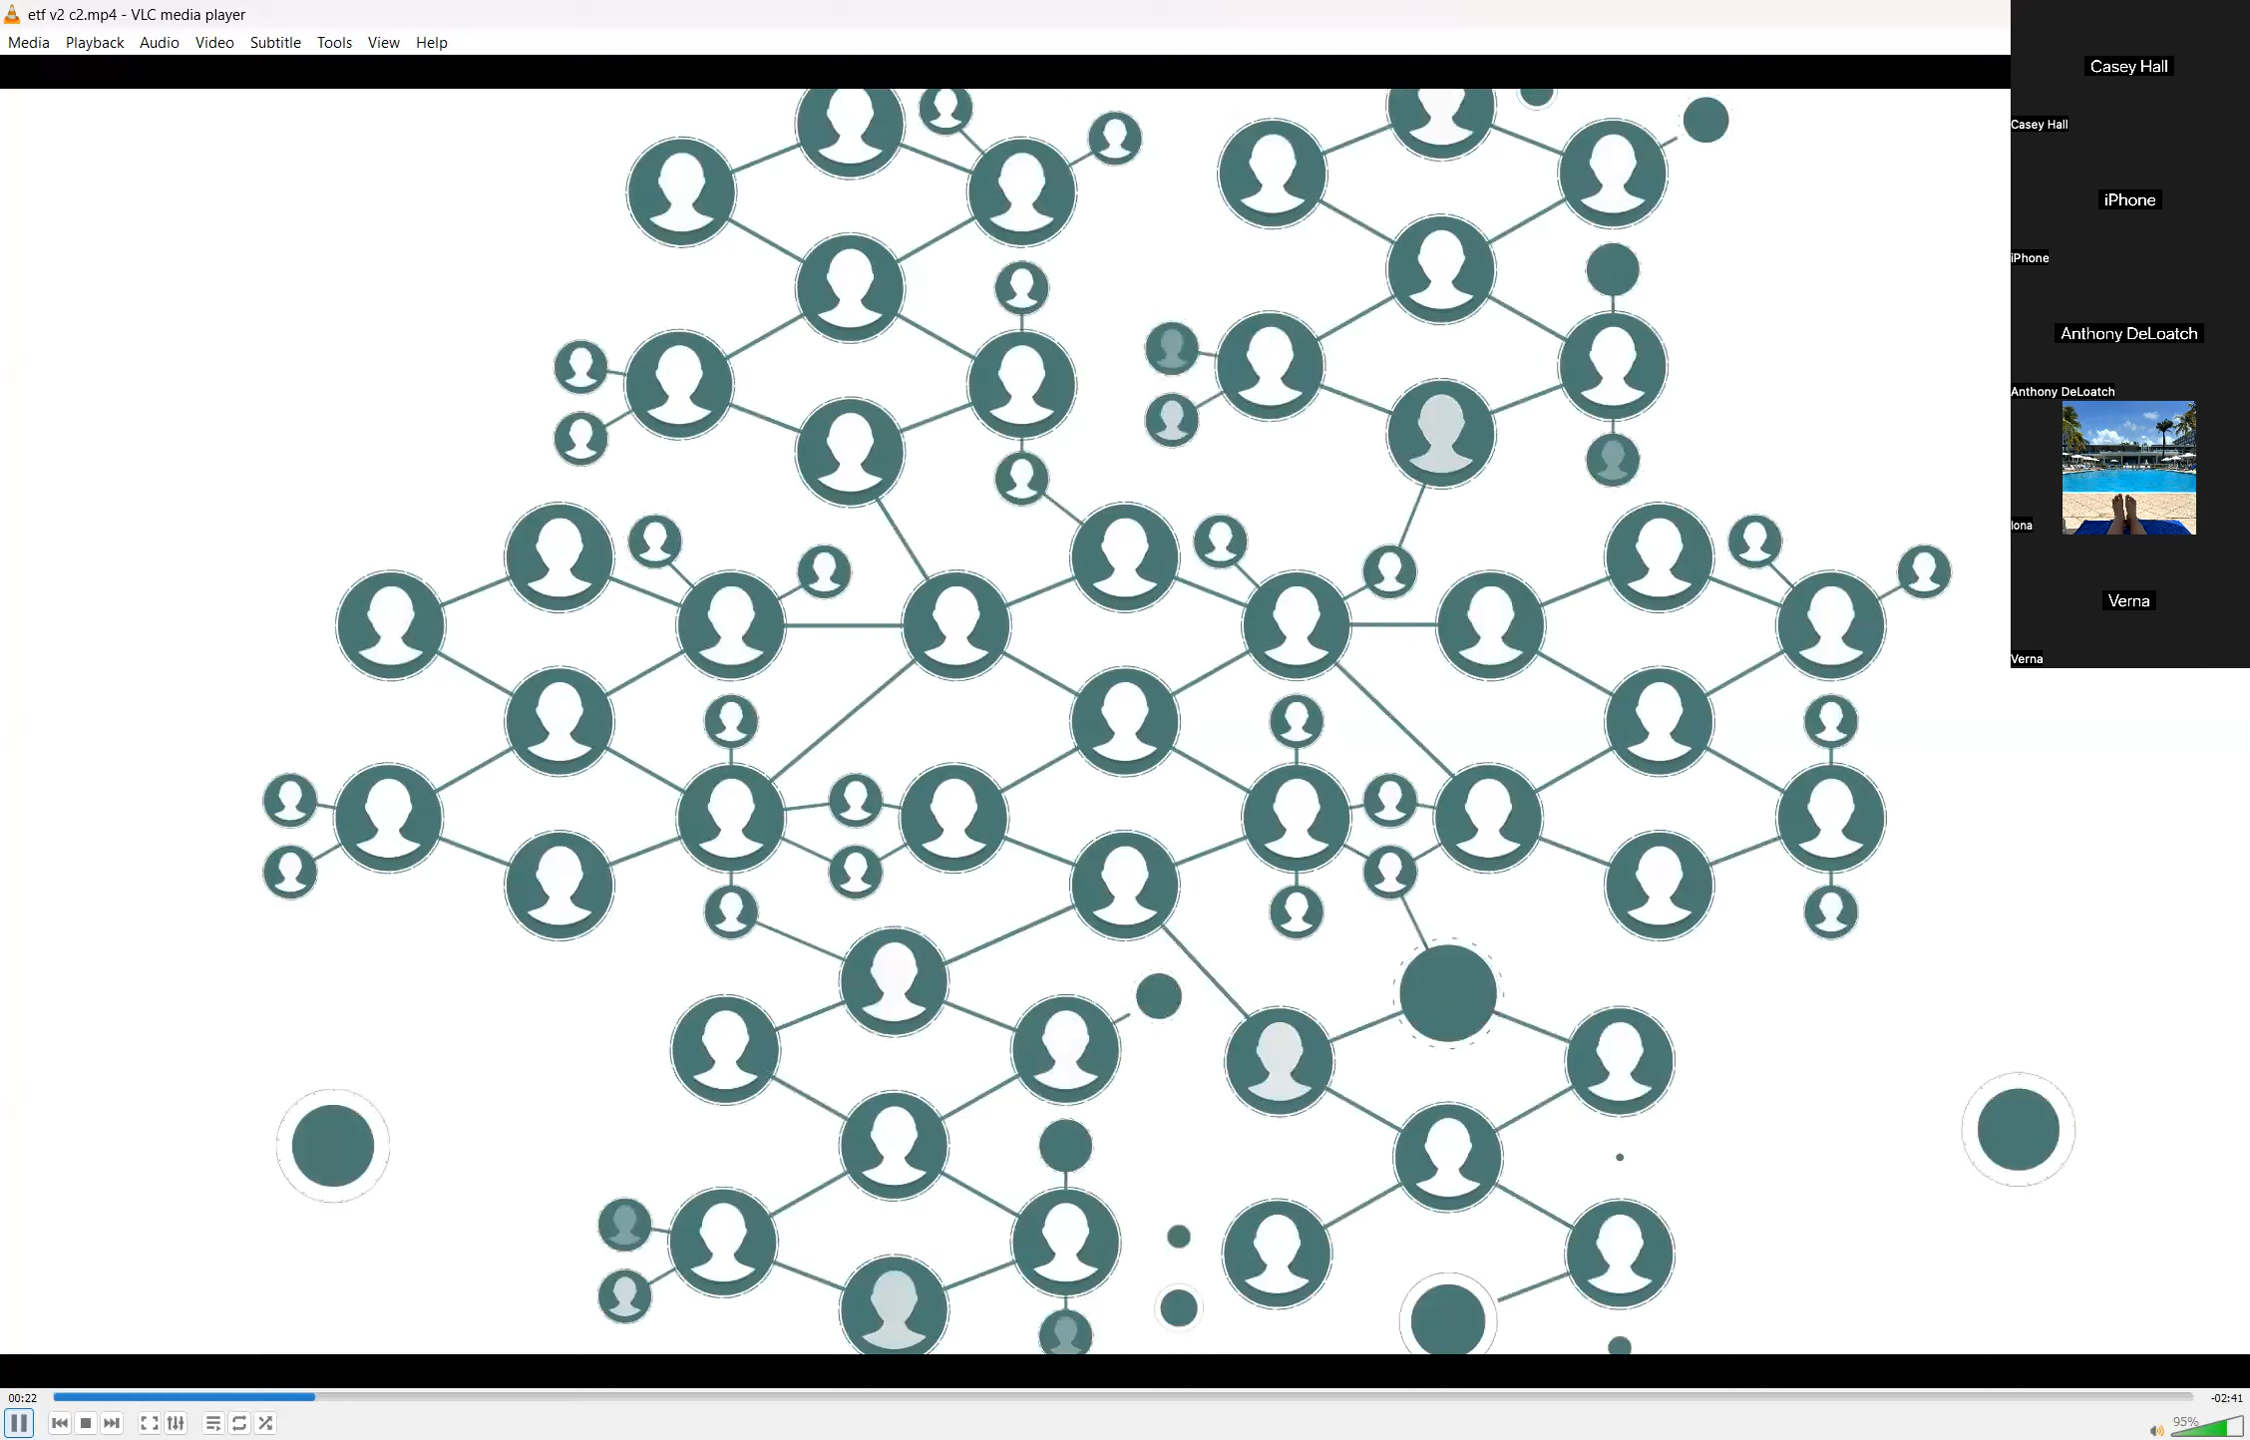 etf v2 c2.mp4 - VLC media player
Media Playback Audio Video Subtitle Tools View Help
Casey Hall
Casey Hall
iPhone
iPhone
Anthony DeLoatch
Anthony DeLoatch
Iona
Verna
Verna
00:22
-02:41
95%